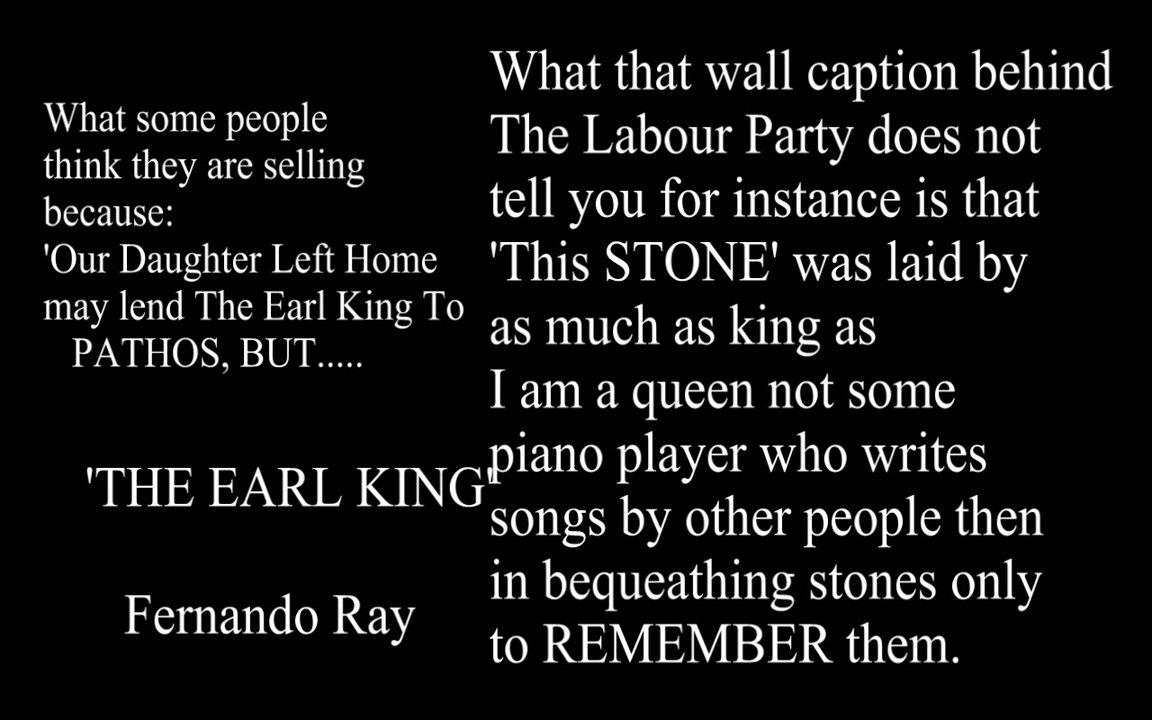 What some people
think they are selling
because:
'Our Daughter Left Home
may lend The Earl King To
PATHOS, BUT.....
'THE EARL KING'
Fernando Ray
What that wall caption behind
The Labour Party does not
tell you for instance is that
'This STONE' was laid by
as much as king as
I am a queen not some
piano player who writes
songs by other people then
in bequeathing stones only
to REMEMBER them.